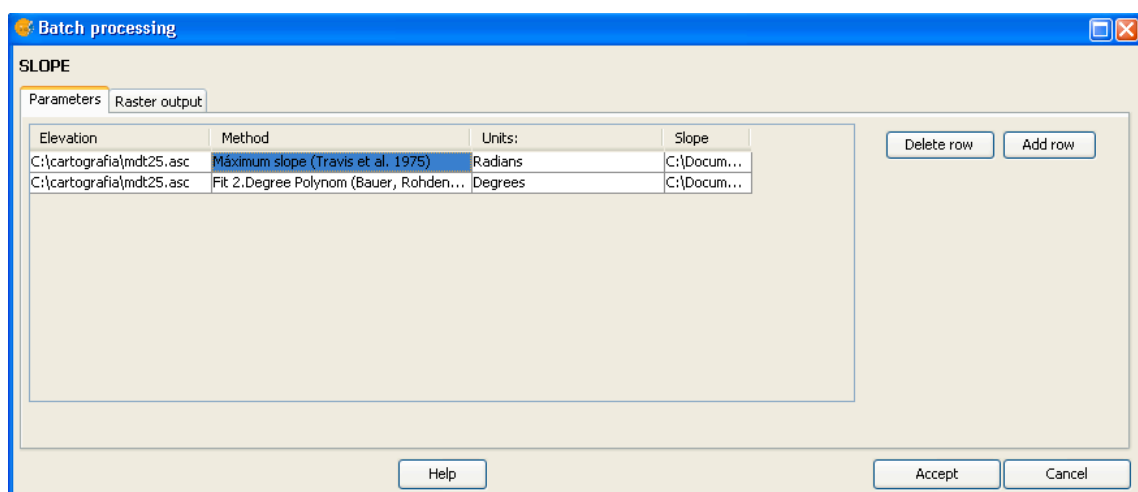 Batch processing
SLOPE
Parameters Raster output
Elevation Method Units: Slope
C:\cartografia\mdt25.asc Máximum slope (Travis et al. 1975) Radians C:\Docum...
C:\cartografia\mdt25.asc Fit 2.Degree Polynom (Bauer, Rohden... Degrees C:\Docum...
Delete row Add row
Help Accept Cancel